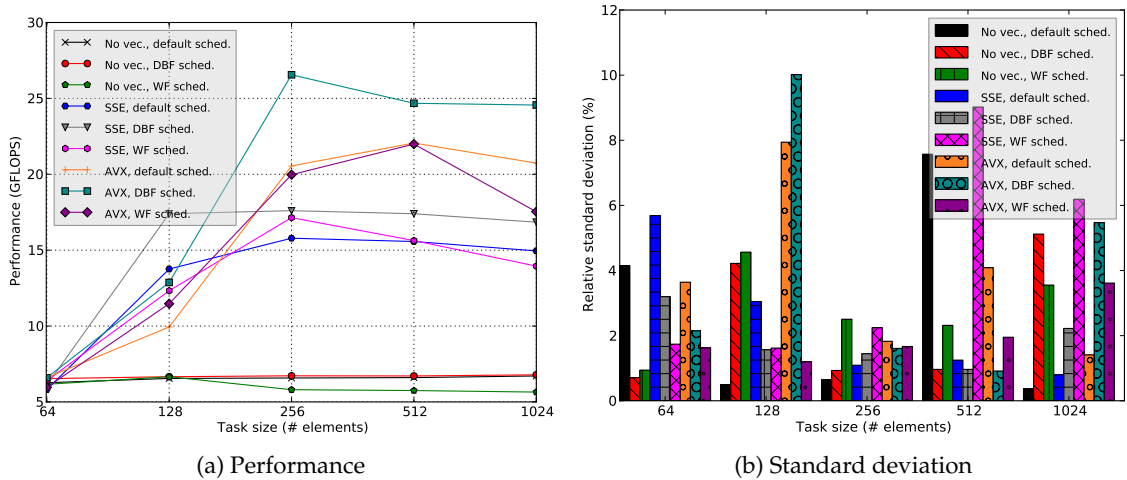 30
25
20
15
10
5
64
128
256
512
1024
Task size (# elements)
Performance (GFLOPS)
No vec., default sched.
No vec., DBF sched.
No vec., WF sched.
SSE, default sched.
SSE, DBF sched.
SSE, WF sched.
AVX, default sched.
AVX, DBF sched.
AVX, WF sched.
(a) Performance
12
10
8
6
4
2
0
64
128
256
512
1024
Task size (# elements)
Relative standard deviation (%)
No vec., default sched.
No vec., DBF sched.
No vec., WF sched.
SSE, default sched.
SSE, DBF sched.
SSE, WF sched.
AVX, default sched.
AVX, DBF sched.
AVX, WF sched.
(b) Standard deviation